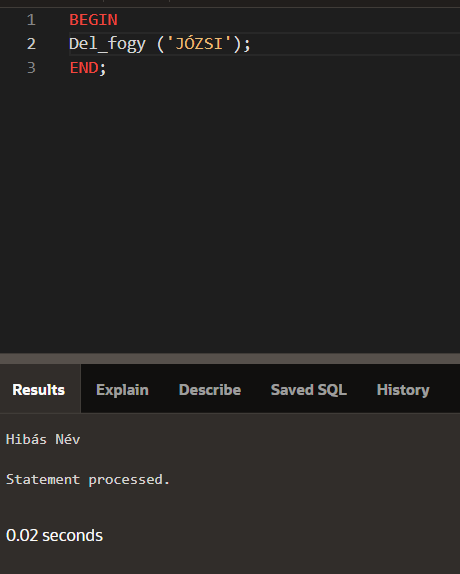 1 BEGIN
2 Del_fogy ('JÓZSI');
3 END;
Results Explain Describe Saved SQL History
Hibás Név
Statement processed.
0.02 seconds